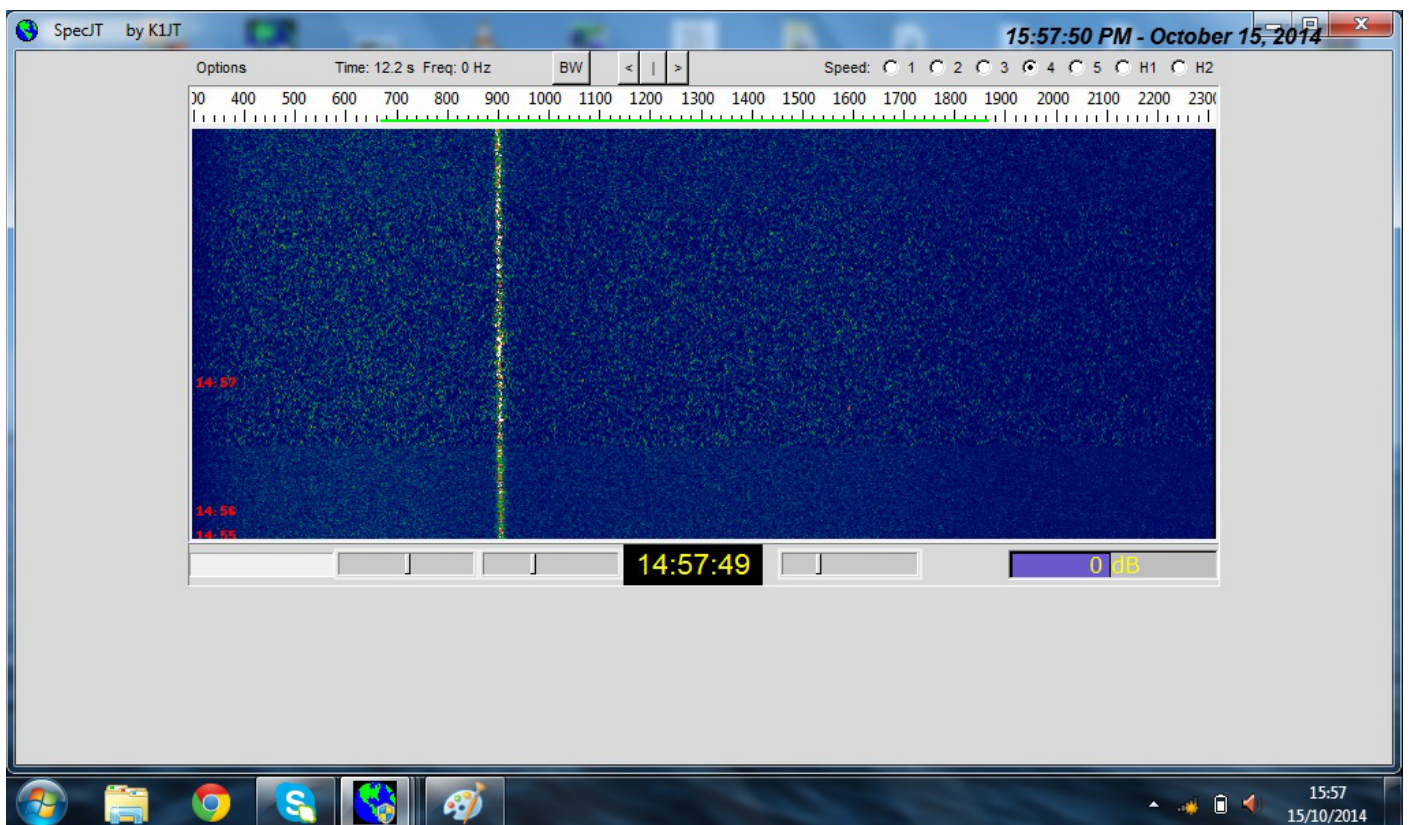 SpecJT by K1JT
15:57:50 PM - October 15, 2014
Options Time: 12.2 s Freq: 0 Hz BW < | > Speed: 1 2 3 4 5 H1 H2
00 400 500 600 700 800 900 1000 1100 1200 1300 1400 1500 1600 1700 1800 1900 2000 2100 2200 2300
14:57
14:56
14:55
14:57:49
0 dB
15:57
15/10/2014